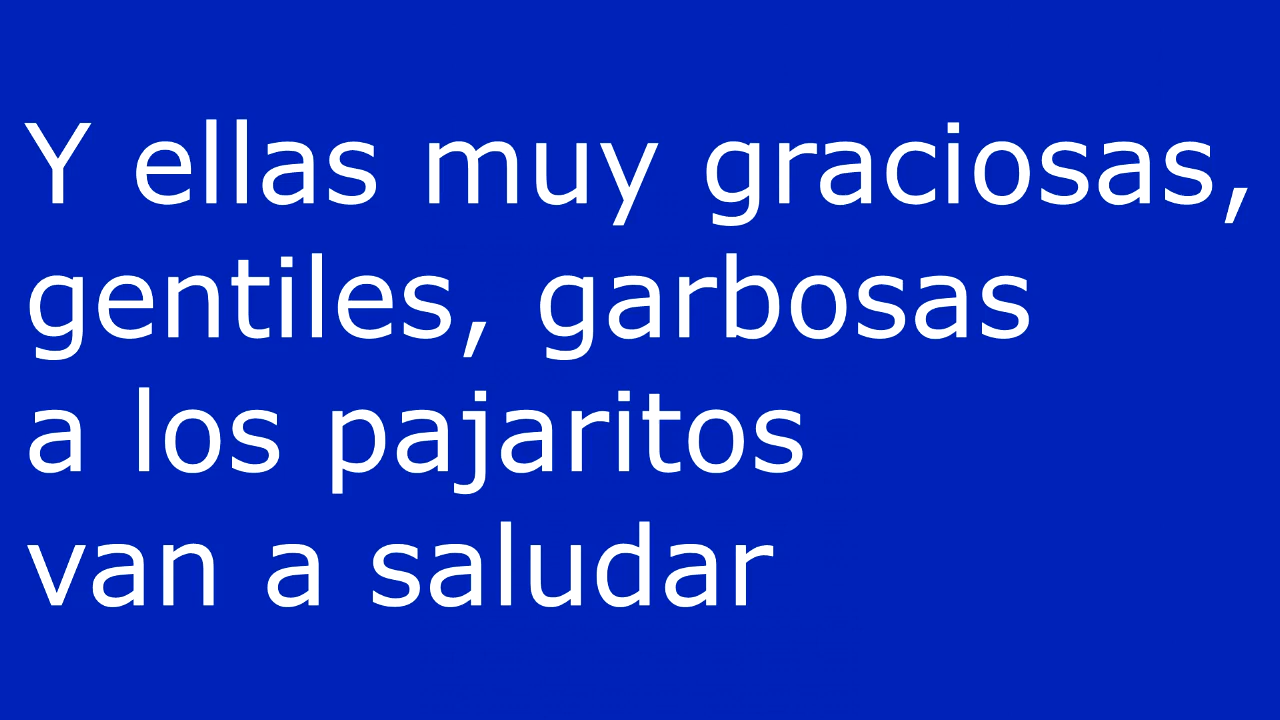 Y ellas muy graciosas,
gentiles, garbosas
a los pajaritos
van a saludar